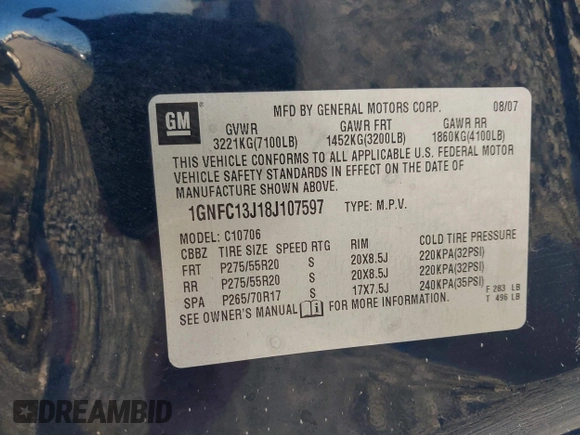 GM
MFD BY GENERAL MOTORS CORP. 08/07
GVWR GAWR FRT GAWR RR
3221KG(7100LB) 1452KG(3200LB) 1860KG(4100LB)
THIS VEHICLE CONFORMS TO ALL APPLICABLE U.S. FEDERAL MOTOR
VEHICLE SAFETY STANDARDS IN EFFECT ON THE DATE OF
MANUFACTURE SHOWN ABOVE.
1GNFC13J18J107597 TYPE: M.P.V.
MODEL: C10706
CBBZ TIRE SIZE SPEED RTG RIM COLD TIRE PRESSURE
FRT P275/55R20 S 20X8.5J 220KPA(32PSI)
RR P275/55R20 S 20X8.5J 220KPA(32PSI)
SPA P265/70R17 S 17X7.5J 240KPA(35PSI)
F 283 LB
T 496 LB
SEE OWNER'S MANUAL FOR MORE INFORMATION.
DREAMBID